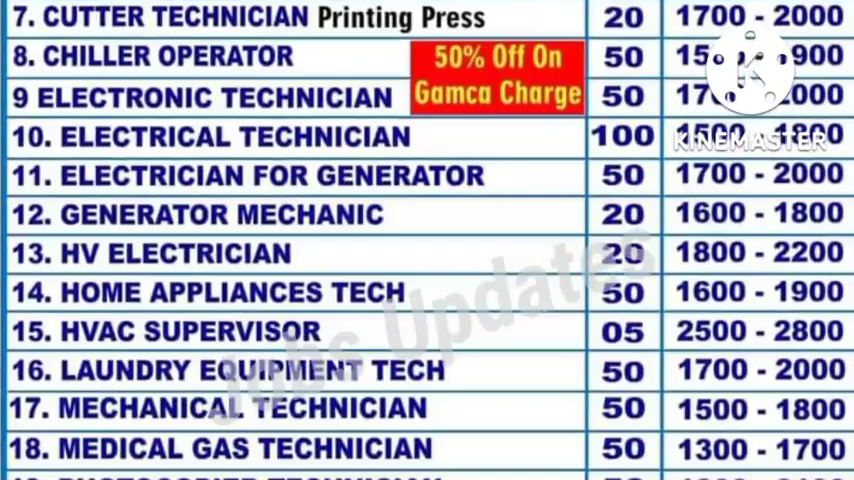 7. CUTTER TECHNICIAN Printing Press 20 1700 - 2000
8. CHILLER OPERATOR 50 900
50% Off On
Gamca Charge
9 ELECTRONIC TECHNICIAN 50
10. ELECTRICAL TECHNICIAN 100
KINEMASTER
11. ELECTRICIAN FOR GENERATOR 50 1700 - 2000
12. GENERATOR MECHANIC 20 1600 - 1800
13. HV ELECTRICIAN 20 1800 - 2200
14. HOME APPLIANCES TECH 50 1600 - 1900
Jobs Updates
15. HVAC SUPERVISOR 05 2500 - 2800
16. LAUNDRY EQUIPMENT TECH 50 1700 - 2000
17. MECHANICAL TECHNICIAN 50 1500 - 1800
18. MEDICAL GAS TECHNICIAN 50 1300 - 1700